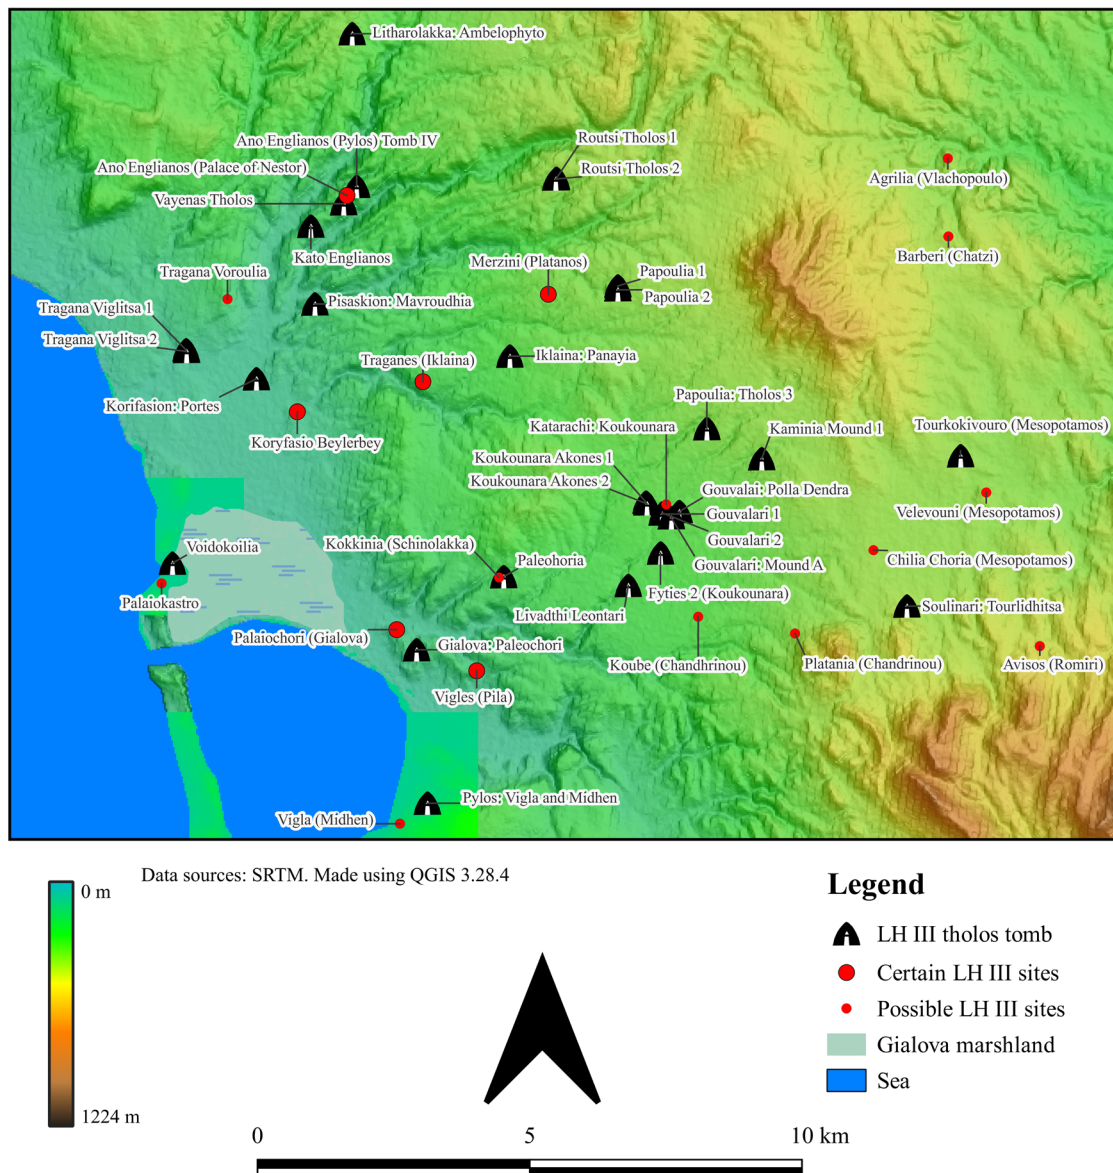 Litharolakka: Ambelophyto
Ano Englianos (Pylos) Tomb IV
Routsi Tholos 1
Ano Englianos (Palace of Nestor)
Routsi Tholos 2
Agrilia (Vlachopoulo)
Vayenas Tholos
Kato Englianos
Barberi (Chatzi)
Merzini (Platanos)
Tragana Voroulia
Papoulia 1
Papoulia 2
Pisaskion: Mavroudhia
Tragana Viglitsa 1
Tragana Viglitsa 2
Iklaina: Panayia
Traganes (Iklaina)
Papoulia: Tholos 3
Korifasion: Portes
Katarachi: Koukounara
Kaminia Mound 1
Tourkokivouro (Mesopotamos)
Koryfasio Beylerbey
Koukounara Akones 1
Koukounara Akones 2
Gouvalai: Polla Dendra
Gouvalari 1
Velevouni (Mesopotamos)
Gouvalari 2
Voidokoilia
Kokkinia (Schinolakka)
Paleohoria
Gouvalari: Mound A
Chilia Choria (Mesopotamos)
Palaiokastro
Fyties 2 (Koukounara)
Soulinari: Tourlidhitsa
Livadthi Leontari
Palaiochori (Gialova)
Gialova: Paleochori
Koube (Chandhrinou)
Platania (Chandrinou)
Avisos (Romiri)
Vigles (Pila)
Pylos: Vigla and Midhen
Vigla (Midhen)
Data sources: SRTM. Made using QGIS 3.28.4
0 m
1224 m
Legend
LH III tholos tomb
Certain LH III sites
Possible LH III sites
Gialova marshland
Sea
0 5 10 km